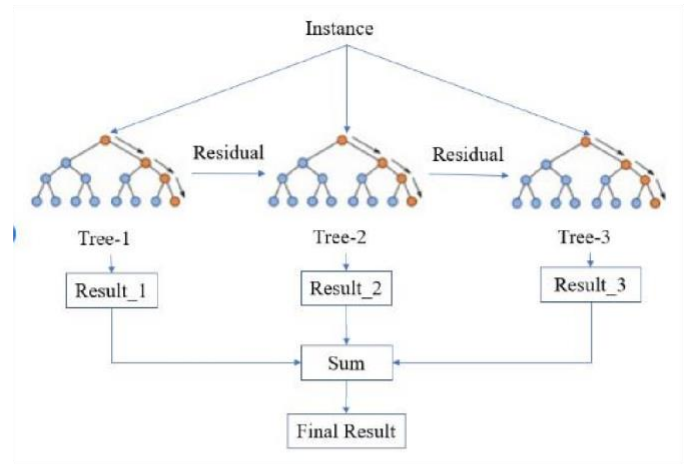 Instance
Residual
Residual
Tree-1
Tree-2
Tree-3
Result_1
Result_2
Result_3
Sum
Final Result